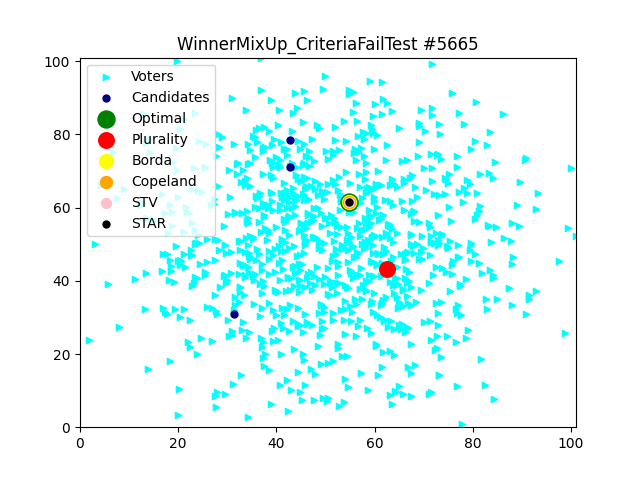 WinnerMixUp_CriteriaFailTest #5665
100
80
60
40
20
0
Voters
Candidates
Optimal
Plurality
Borda
Copeland
STV
STAR
0 20 40 60 80 100